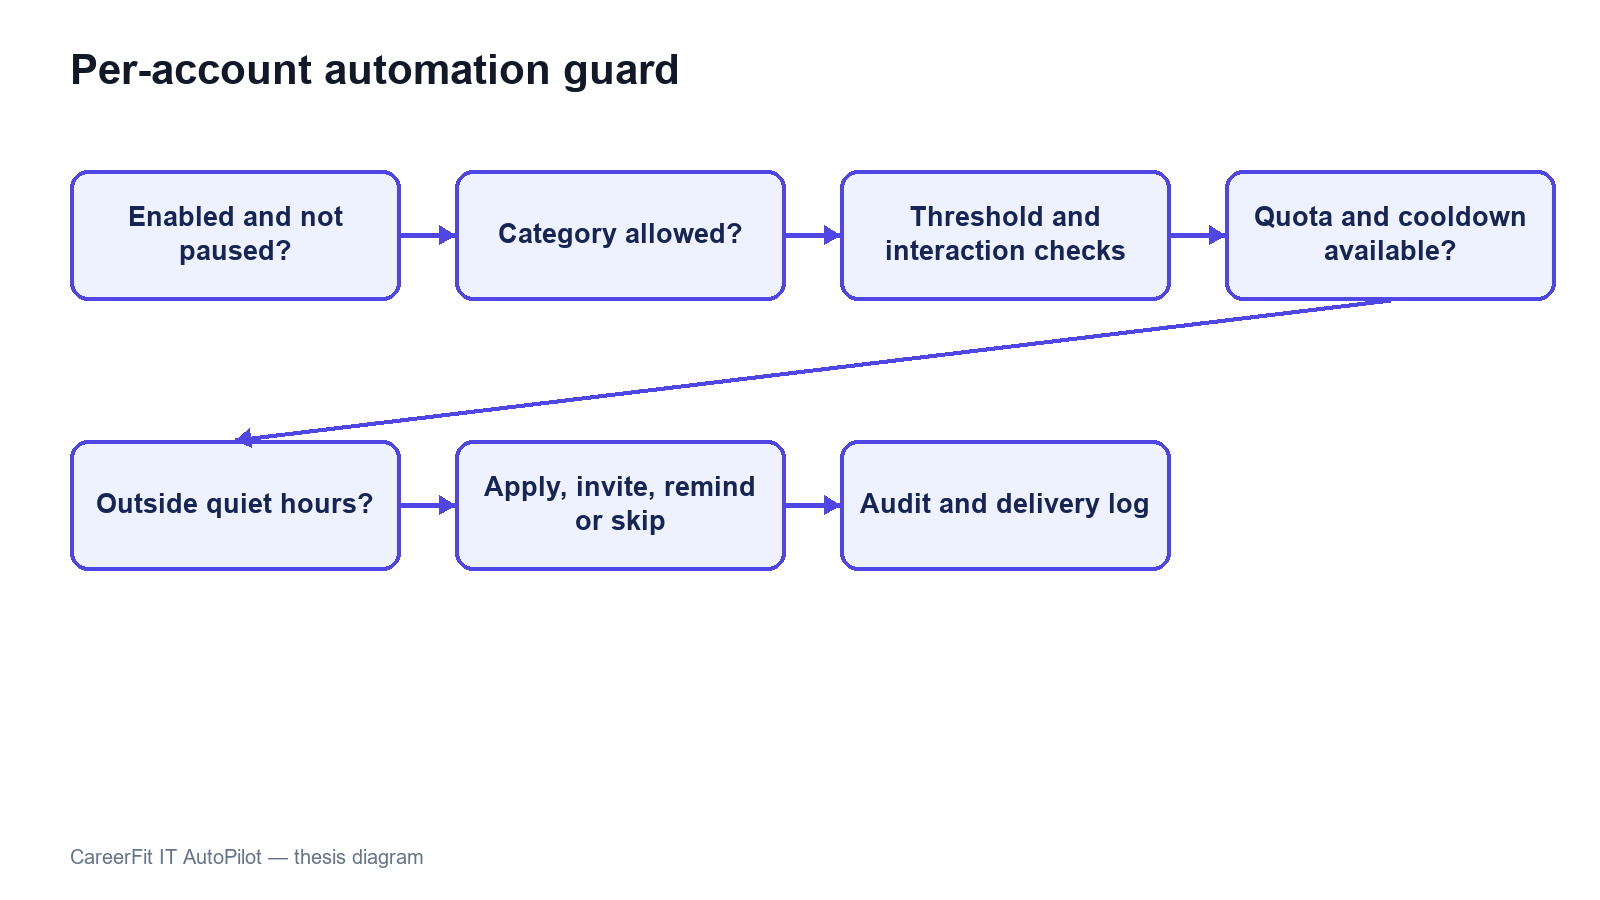 Per-account automation guard
Enabled and not
paused?
Category allowed?
Threshold and
interaction checks
Quota and cooldown
available?
Outside quiet hours?
Apply, invite, remind
or skip
Audit and delivery log
CareerFit IT AutoPilot — thesis diagram